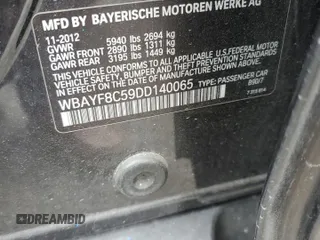 MFD BY BAYERISCHE MOTOREN WERKE AG
11-2012
GVWR 5940 lbs 2694 kg
GAWR FRONT 2890 lbs 1311 kg
GAWR REAR 3195 lbs 1449 kg
THIS VEHICLE CONFORMS TO ALL APPLICABLE FEDERAL MOTOR
VEHICLE SAFETY, BUMPER, AND THEFT PREVENTION STANDARDS
IN EFFECT ON THE DATE OF MANUFACTURE SHOWN ABOVE.
WBAYF8C59DD140065 TYPE: PASSENGER CAR
DREAMBID